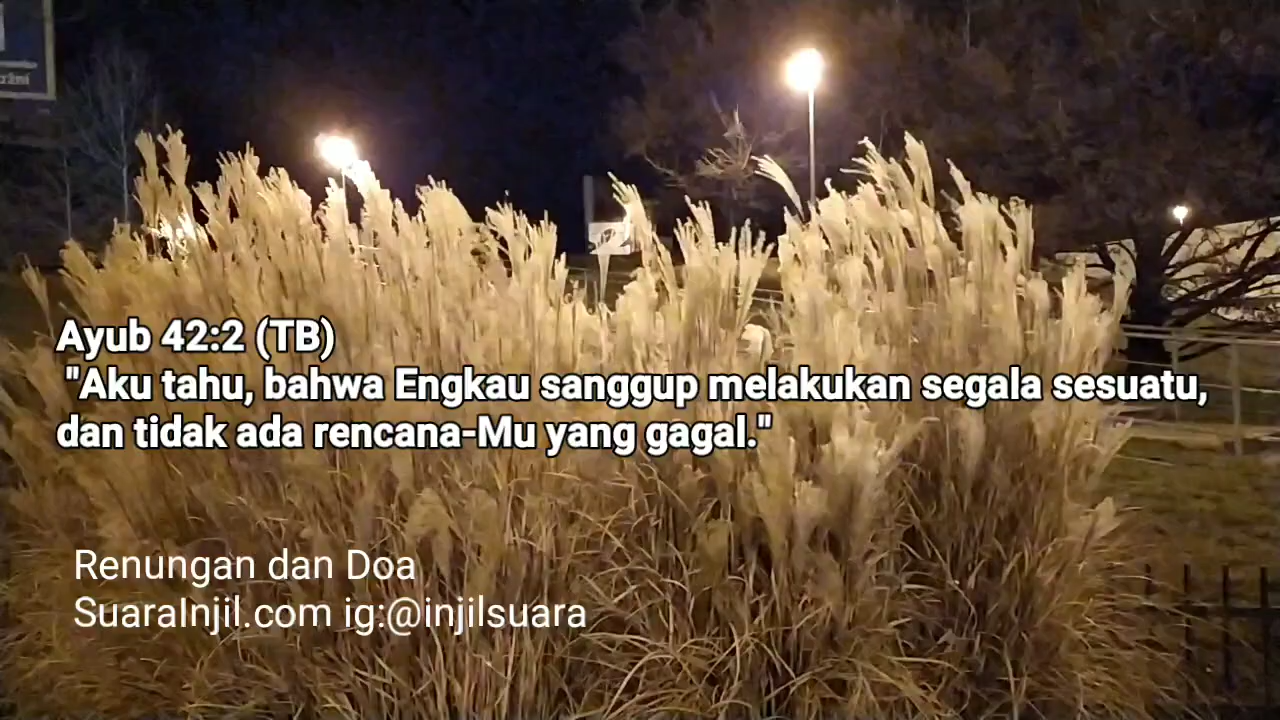 Ayub 42:2 (TB)
"Aku tahu, bahwa Engkau sanggup melakukan segala sesuatu,
dan tidak ada rencana-Mu yang gagal."
Renungan dan Doa
SuaraInjil.com ig:@injilsuara